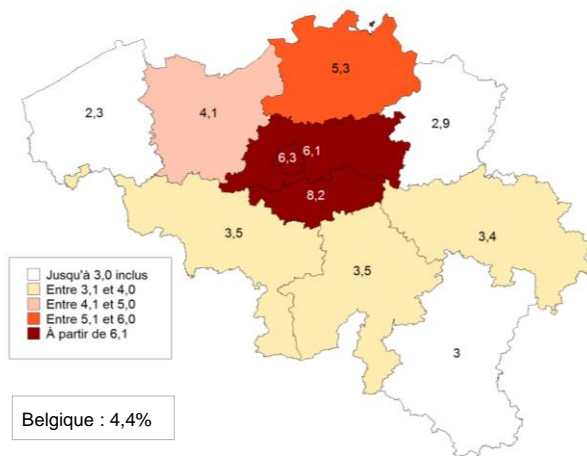 5,3
2,3
4,1
2,9
6,3
6,1
8,2
3,5
3,4
3,5
3
Jusqu'à 3,0 inclus
Entre 3,1 et 4,0
Entre 4,1 et 5,0
Entre 5,1 et 6,0
À partir de 6,1
Belgique : 4,4%